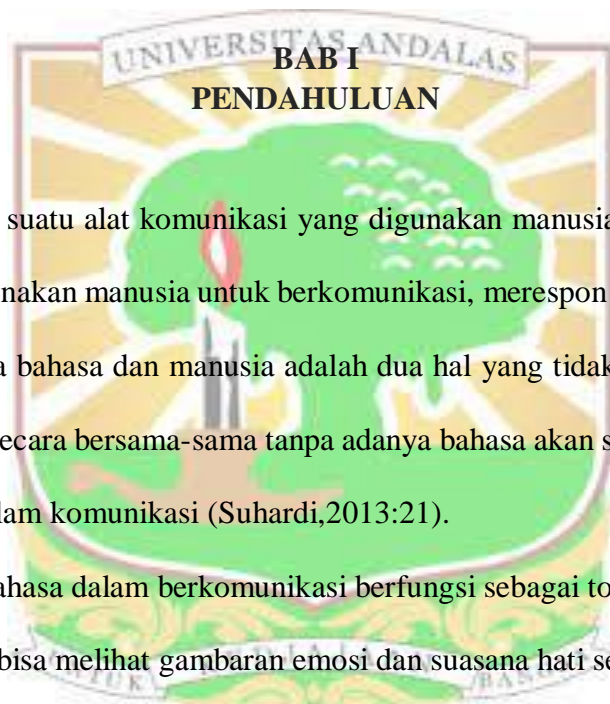 UNIVERSITAS ANDALAS
BAB I
PENDAHULUAN
suatu alat komunikasi yang digunakan manusia
nakan manusia untuk berkomunikasi, merespon
a bahasa dan manusia adalah dua hal yang tidak
ecara bersama-sama tanpa adanya bahasa akan s
lam komunikasi (Suhardi,2013:21).
ahasa dalam berkomunikasi berfungsi sebagai to
bisa melihat gambaran emosi dan suasana hati se
UNTUK
BANGSA